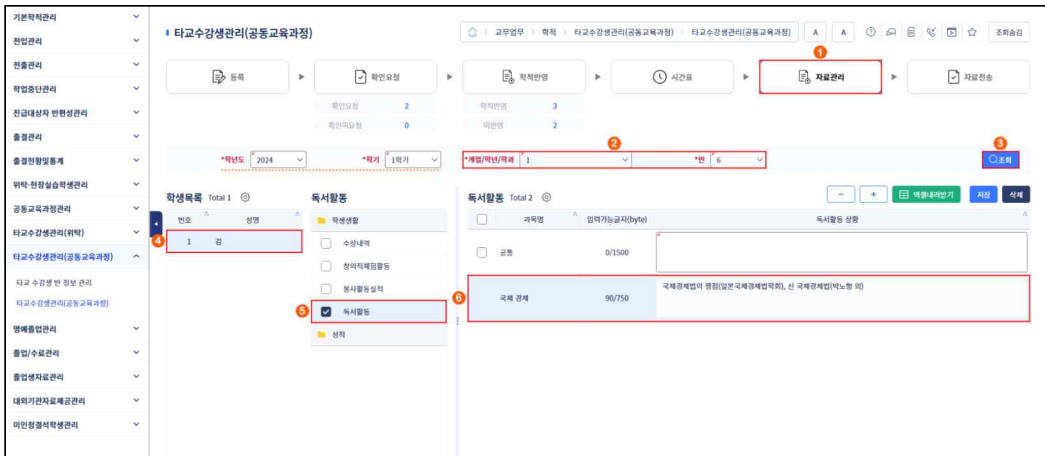 기본학적관리
전입관리
전출관리
학업중단관리
진급대상자 반편성관리
출결관리
출결현황및통계
위탁·현장실습학생관리
공동교육과정관리
타교수강생관리(위탁)
타교수강생관리(공동교육과정)
타교 수강생 반 정보 관리
타교수강생관리(공동교육과정)
명예졸업관리
졸업/수료관리
졸업생자료관리
대외기관자료제공관리
미인정결석학생관리
타교수강생관리(공동교육과정)
교무업무 > 학적 > 타교수강생관리(공동교육과정) > 타교수강생관리(공동교육과정)
A A
조회숨김
1
등록
확인요청
학적반영
시간표
자료관리
자료전송
확인요청 2
확인미요청 0
학적반영 3
미반영 2
2
3
*학년도 2024
*학기 1학기
*계열/학년/학과 1
*반 6
조회
학생목록 Total 1
번호 성명
4
1 김
독서활동
학생생활
수상내역
창의적체험활동
봉사활동실적
5
독서활동
성적
독서활동 Total 2
- +
엑셀내려받기
저장
삭제
과목명 입력가능글자(byte) 독서활동 상황
공통 0/1500
6
국제 경제 90/750 국제경제법의 쟁점(일본국제경제법학회), 신 국제경제법(박노형 외)